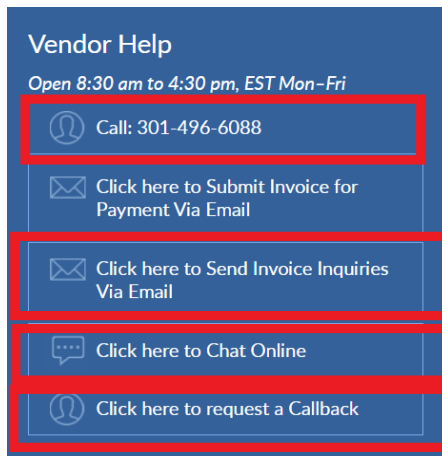 Vendor Help
Open 8:30 am to 4:30 pm, EST Mon–Fri
Call: 301-496-6088
Click here to Submit Invoice for
Payment Via Email
Click here to Send Invoice Inquiries
Via Email
Click here to Chat Online
Click here to request a Callback